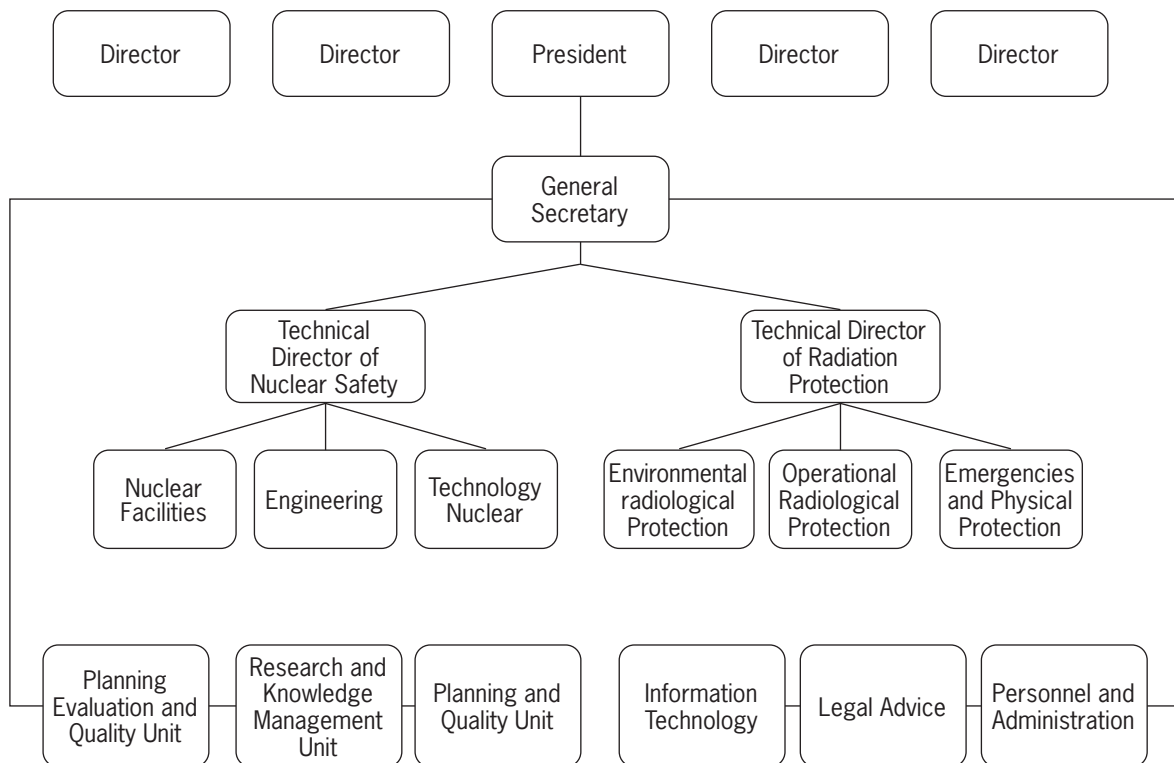 Director
Director
President
Director
Director
General
Secretary
Technical
Director of
Nuclear Safety
Technical Director
of Radiation
Protection
Nuclear
Facilities
Engineering
Technology
Nuclear
Environmental
radiological
Protection
Operational
Radiological
Protection
Emergencies
and Physical
Protection
Planning
Evaluation and
Quality Unit
Research and
Knowledge
Management
Unit
Planning and
Quality Unit
Information
Technology
Legal Advice
Personnel and
Administration